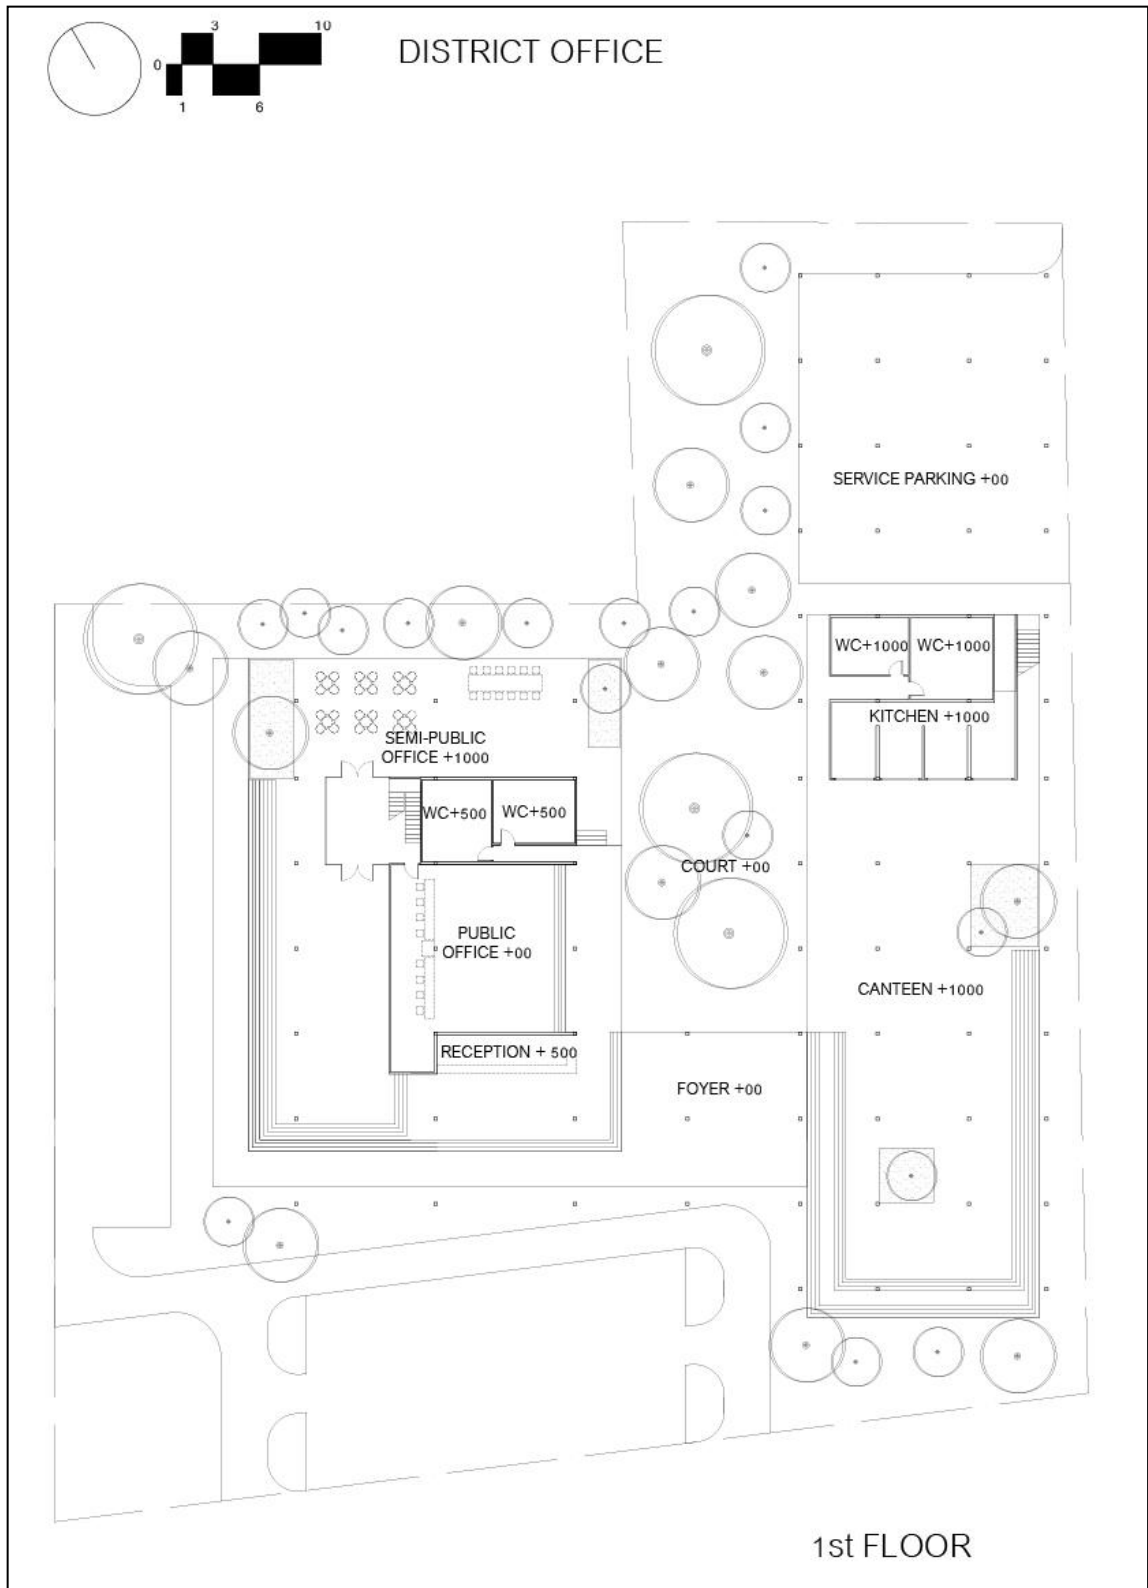 3 10
DISTRICT OFFICE
0
1 6
SERVICE PARKING +00
WC+1000 WC+1000
KITCHEN +1000
SEMI-PUBLIC
OFFICE +1000
WC+500 WC+500
COURT +00
PUBLIC
OFFICE +00
CANTEEN +1000
RECEPTION + 500
FOYER +00
1st FLOOR